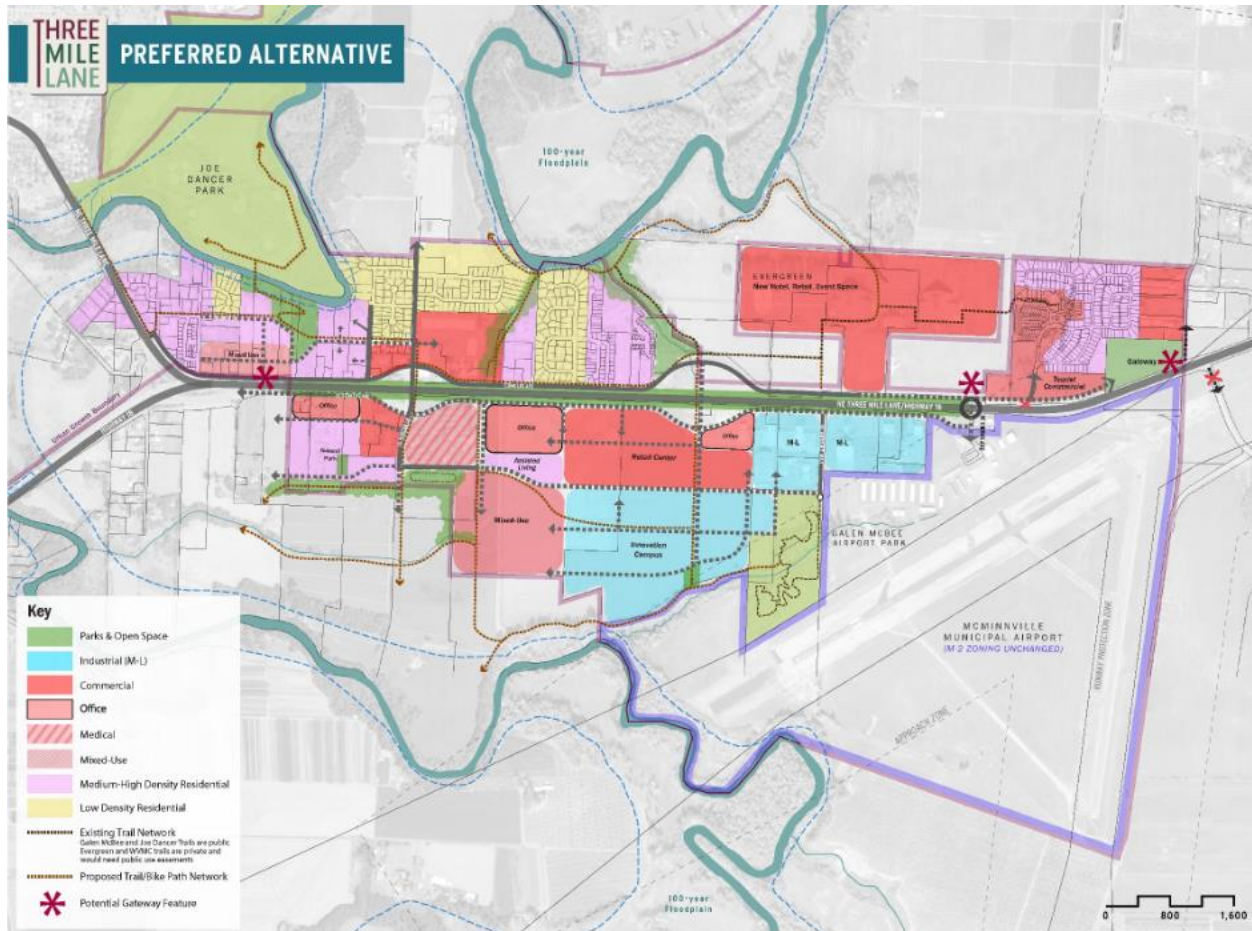 THREE
MILE
LANE
PREFERRED ALTERNATIVE
JOE
DANCER
PARK
100-year
Floodplain
EVERGREEN
New Hotel, Retail, Event Space
Mixed Use
Gateway
Tourist
Commercial
Urban Growth Boundary
HIGHWAY 18
NE THREE MILE LANE/HIGHWAY 18
Office
Office
Office
Retail Center
M-L
M-L
Assisted
Living
Mixed-Use
Innovation
Campus
GALEN MCBEE
AIRPORT PARK
MCMINNVILLE
MUNICIPAL AIRPORT
(M-2 ZONING UNCHANGED)
RUNWAY PROTECTION ZONE
APPROACH ZONE
100-year
Floodplain
Key
Parks & Open Space
Industrial (M-L)
Commercial
Office
Medical
Mixed-Use
Medium-High Density Residential
Low Density Residential
Existing Trail Network
Galen McBee and Joe Dancer Trails are public
Evergreen and WVMC trails are private and
would need public use easements
Proposed Trail/Bike Path Network
Potential Gateway Feature
0 800 1,600